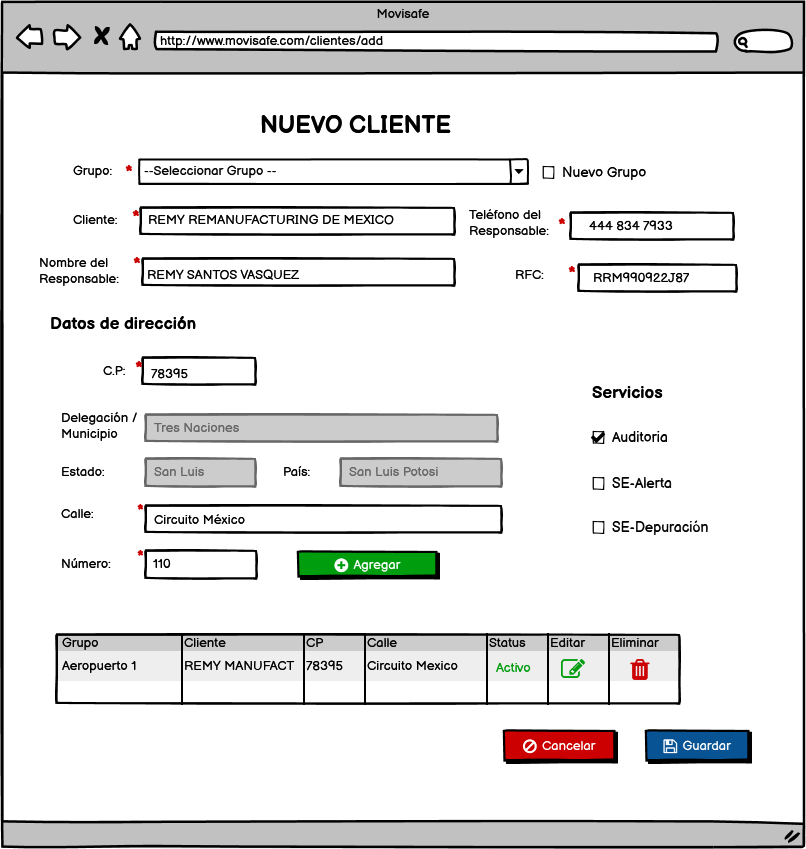 Movisafe
http://www.movisafe.com/clientes/add
NUEVO CLIENTE
Grupo: * --Seleccionar Grupo -- Nuevo Grupo
Cliente: * REMY REMANUFACTURING DE MEXICO
Teléfono del
Responsable: * 444 834 7933
Nombre del
Responsable: * REMY SANTOS VASQUEZ
RFC: * RRM990922J87
Datos de dirección
C.P: * 78395
Servicios
Delegación /
Municipio Tres Naciones
Auditoria
Estado: San Luis País: San Luis Potosi
SE-Alerta
Calle: * Circuito México
SE-Depuración
Número: * 110 Agregar
Grupo Cliente CP Calle Status Editar Eliminar
Aeropuerto 1 REMY MANUFACT 78395 Circuito Mexico Activo
Cancelar Guardar